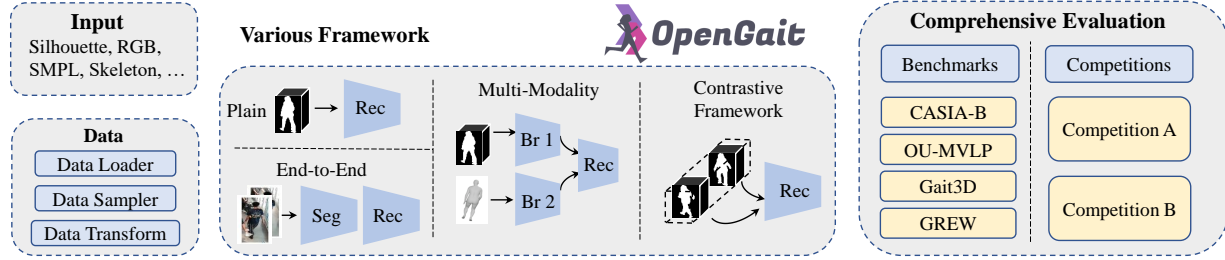 Input
Silhouette, RGB,
SMPL, Skeleton, …
Data
Data Loader
Data Sampler
Data Transform
Various Framework
OpenGait
Plain
Rec
End-to-End
Seg
Rec
Multi-Modality
Br 1
Br 2
Rec
Contrastive
Framework
Rec
Comprehensive Evaluation
Benchmarks
CASIA-B
OU-MVLP
Gait3D
GREW
Competitions
Competition A
Competition B